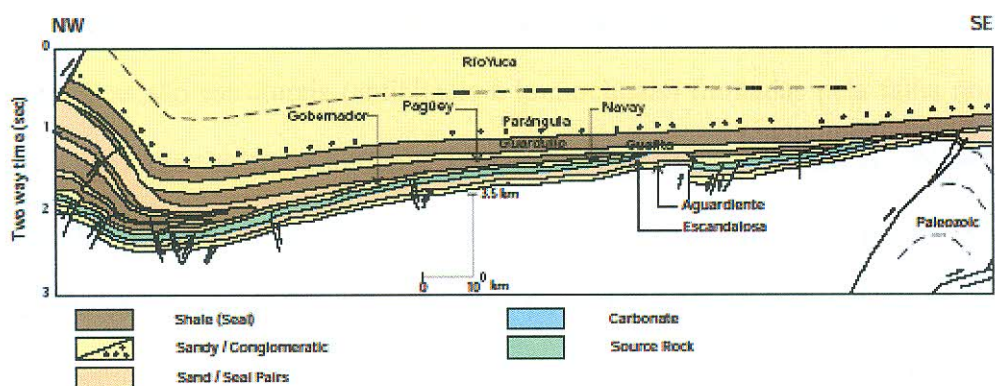 NW
SE
0
RíoYuca
Pagüey
Navay
Gobernador
1
Parángula
Guardulio
Guafita
Two way time (sec)
3.5 km
2
Aguardiente
Escandalosa
Paleozoic
0
0
10
km
3
Shale (Seal)
Carbonate
Sandy / Conglomeratic
Source Rock
Sand / Seal Pairs